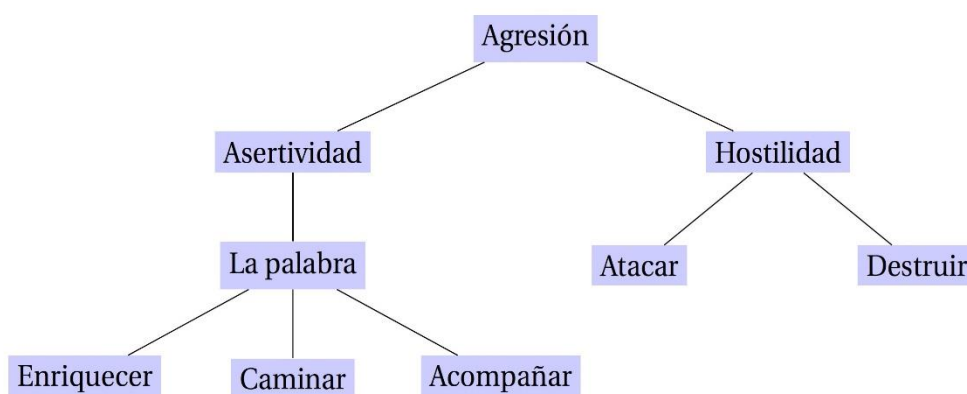 Agresión
Asertividad
Hostilidad
La palabra
Atacar
Destruir
Enriquecer
Caminar
Acompañar